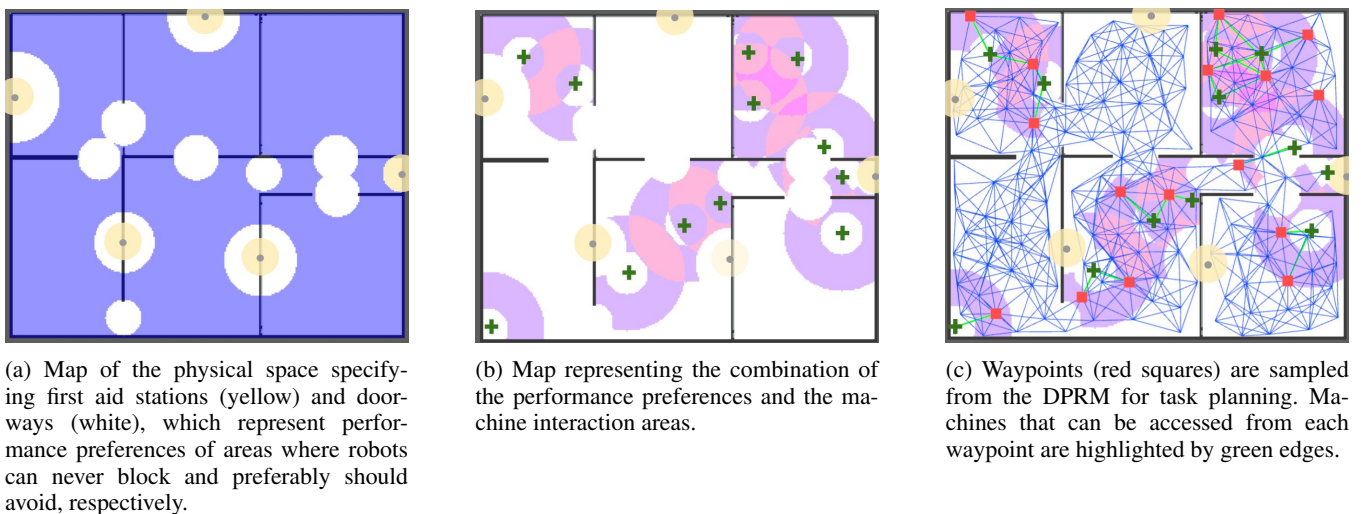 (a) Map of the physical space specify-
ing first aid stations (yellow) and door-
ways (white), which represent perfor-
mance preferences of areas where robots
can never block and preferably should
avoid, respectively.
(b) Map representing the combination of
the performance preferences and the ma-
chine interaction areas.
(c) Waypoints (red squares) are sampled
from the DPRM for task planning. Ma-
chines that can be accessed from each
waypoint are highlighted by green edges.